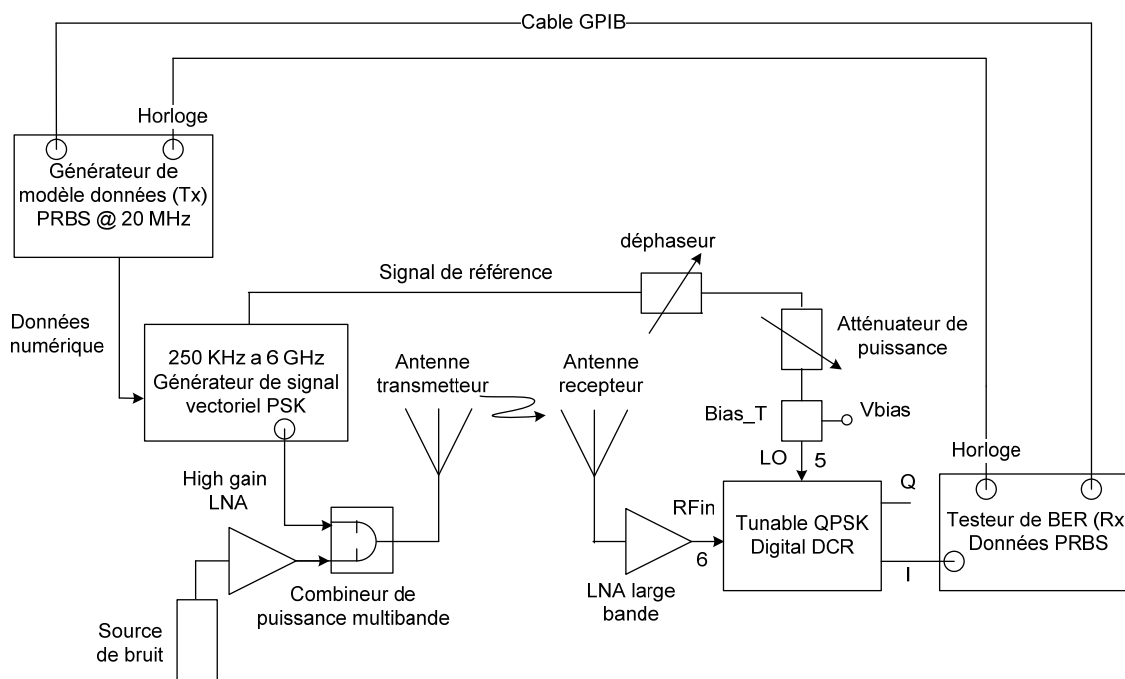 Cable GPIB
Horloge
Générateur de
modèle données (Tx)
PRBS @ 20 MHz
déphaseur
Signal de référence
Données
numérique
250 KHz a 6 GHz
Générateur de signal
vectoriel PSK
Antenne
transmetteur
Antenne
recepteur
Atténuateur de
puissance
Bias_T
Vbias
LO
5
Horloge
High gain
LNA
RFin
6
Tunable QPSK
Digital DCR
Q
I
Testeur de BER (Rx
Données PRBS
Combineur de
puissance multibande
LNA large
bande
Source
de bruit